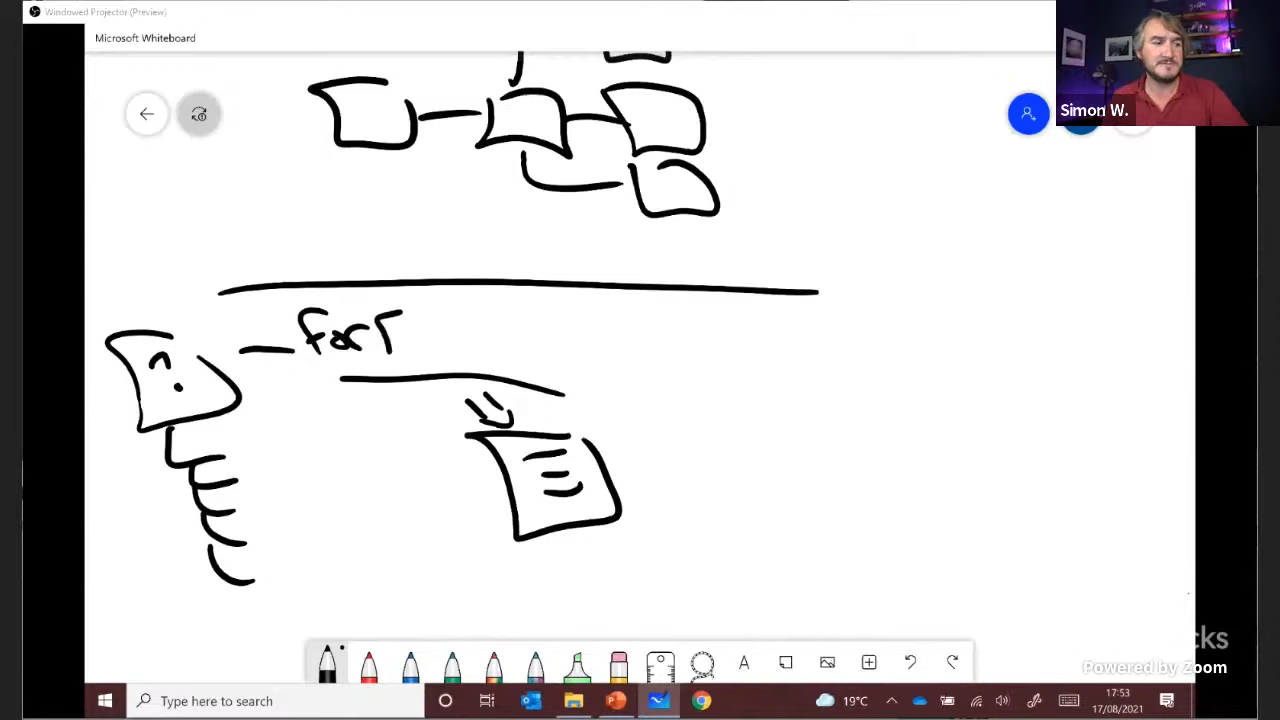 Windowed Projector (Preview)
Microsoft Whiteboard
Simon W.
?
cks
Powered by Zoom
A
Type here to search
19°C
17:53
17/08/2021